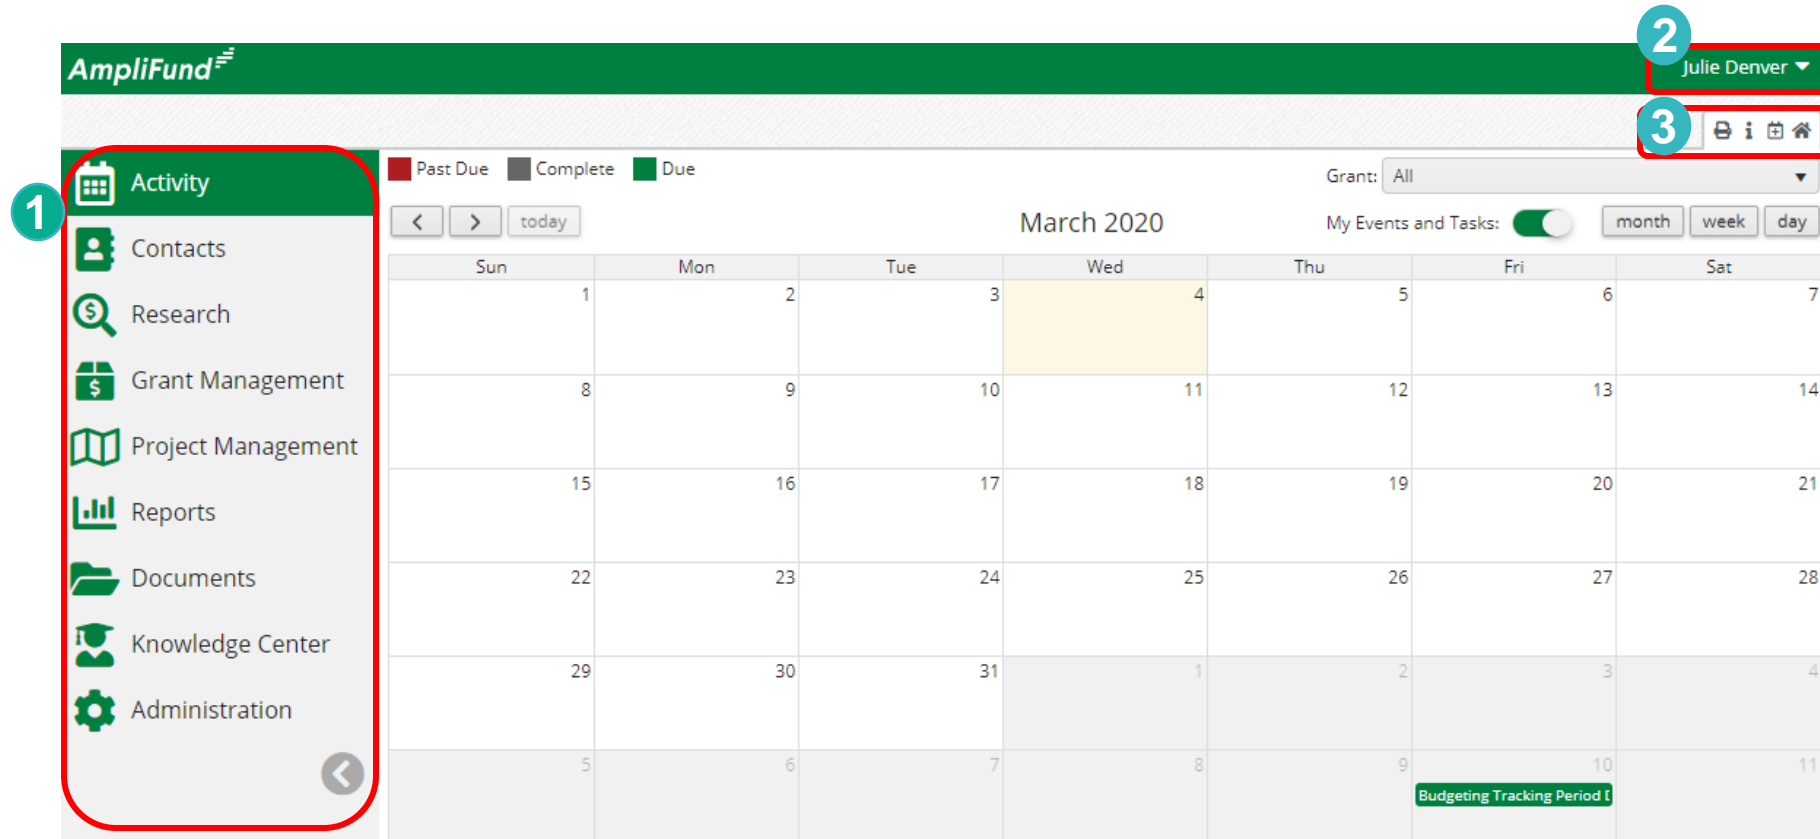 2
AmpliFund
Julie Denver
3
1
Activity
Contacts
Research
Grant Management
Project Management
Reports
Documents
Knowledge Center
Administration
Past Due Complete Due
Grant: All
today
March 2020
My Events and Tasks:
month week day
Sun Mon Tue Wed Thu Fri Sat
1 2 3 4 5 6 7
8 9 10 11 12 13 14
15 16 17 18 19 20 21
22 23 24 25 26 27 28
29 30 31 1 2 3 4
5 6 7 8 9 10 11
Budgeting Tracking Period